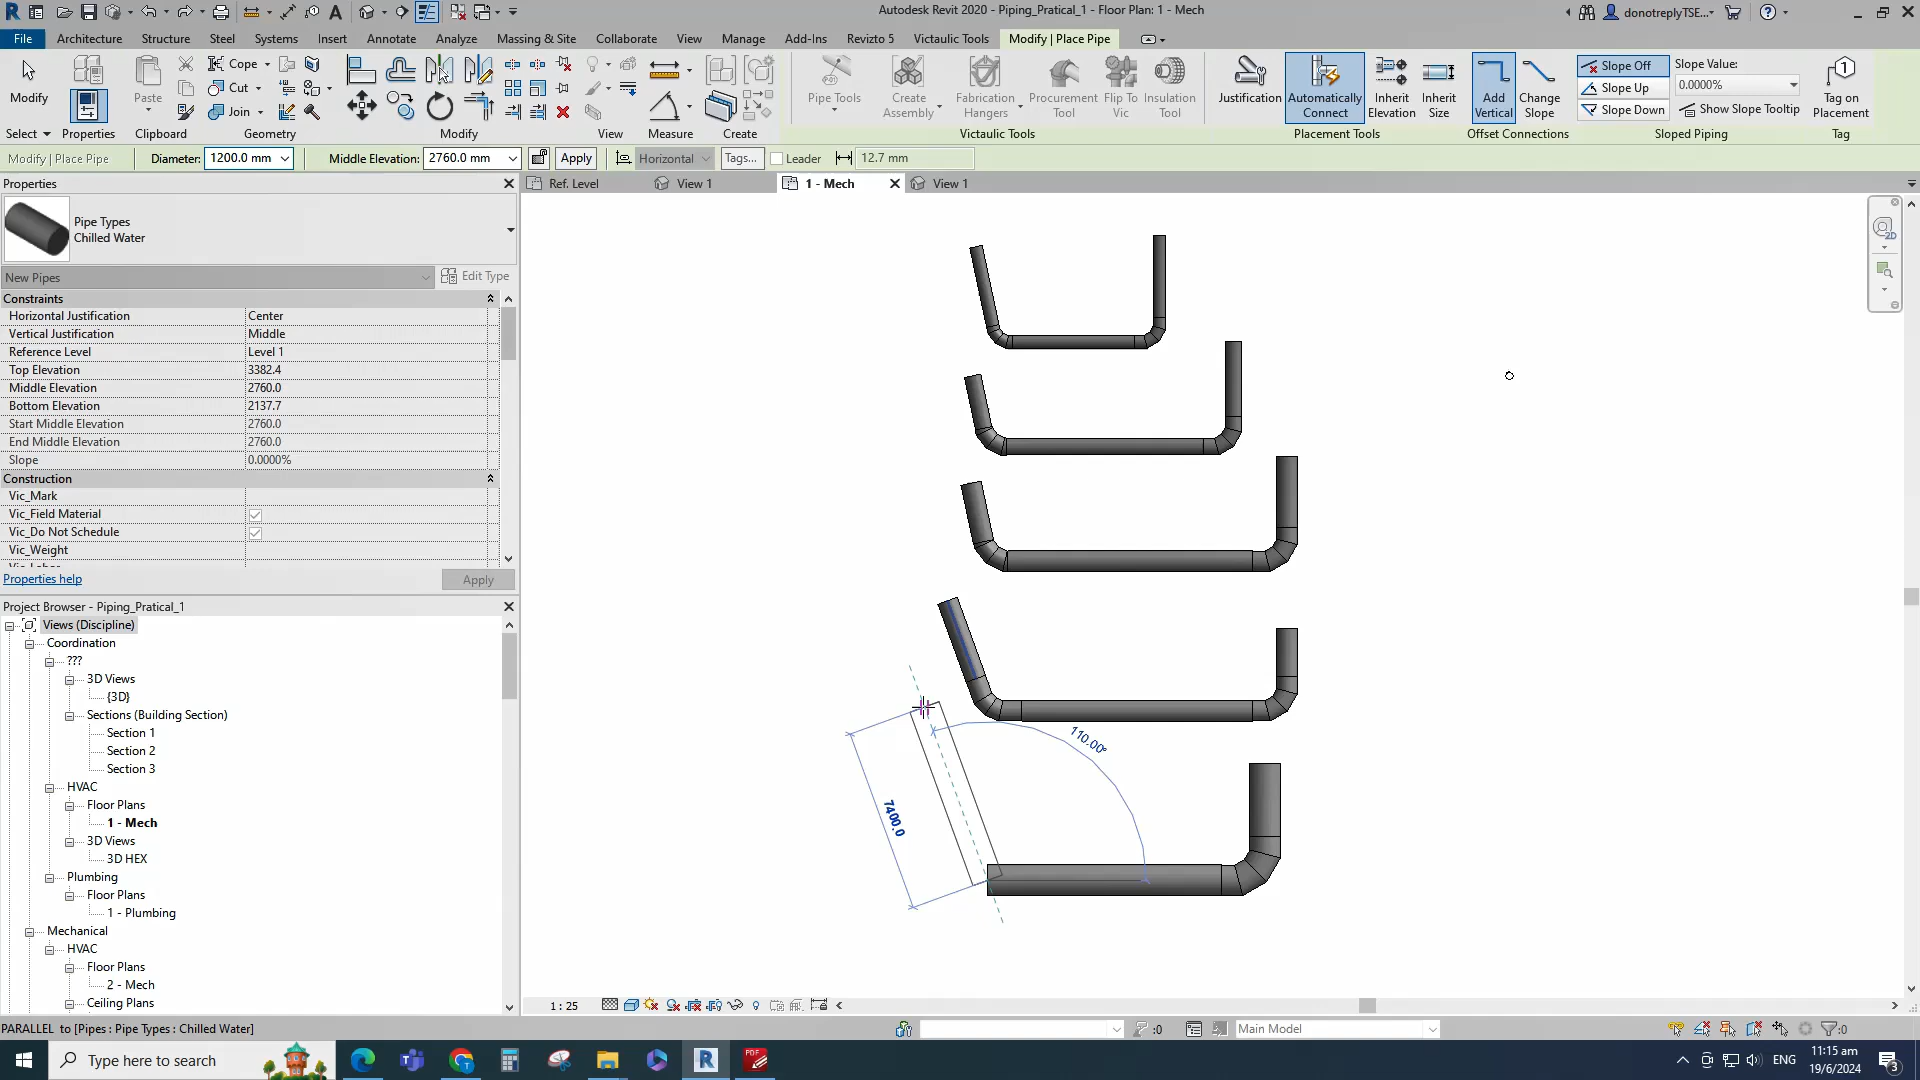 Autodesk Revit 2020 - Piping_Pratical_1 - Floor Plan: 1 - Mech
donotreplyTSE...
File Architecture Structure Steel Systems Insert Annotate Analyze Massing & Site Collaborate View Manage Add-Ins Revizto 5 Victaulic Tools Modify | Place Pipe
Modify
Paste
Cope
Cut
Join
Pipe Tools
Create Assembly
Fabrication Hangers
Procurement Tool
Flip To Vic
Insulation Tool
Justification
Automatically Connect
Inherit Elevation
Inherit Size
Add Vertical
Change Slope
Slope Off
Slope Up
Slope Down
Slope Value:
0.0000%
Show Slope Tooltip
Tag on Placement
Select Properties Clipboard Geometry Modify View Measure Create Victaulic Tools Placement Tools Offset Connections Sloped Piping Tag
Modify | Place Pipe Diameter: 1200.0 mm Middle Elevation: 2760.0 mm Apply Horizontal Tags... Leader 12.7 mm
Properties
Ref. Level View 1 1 - Mech View 1
Pipe Types
Chilled Water
New Pipes Edit Type
Constraints
Horizontal Justification Center
Vertical Justification Middle
Reference Level Level 1
Top Elevation 3382.4
Middle Elevation 2760.0
Bottom Elevation 2137.7
Start Middle Elevation 2760.0
End Middle Elevation 2760.0
Slope 0.0000%
Construction
Vic_Mark
Vic_Field Material
Vic_Do Not Schedule
Vic_Weight
Properties help Apply
Project Browser - Piping_Pratical_1
Views (Discipline)
Coordination
???
3D Views
{3D}
Sections (Building Section)
Section 1
Section 2
Section 3
HVAC
Floor Plans
1 - Mech
3D Views
3D HEX
Plumbing
Floor Plans
1 - Plumbing
Mechanical
HVAC
Floor Plans
2 - Mech
Ceiling Plans
110.00°
7400.0
1 : 25
PARALLEL to [Pipes : Pipe Types : Chilled Water]
:0
Main Model
:0
Type here to search
PDF
ENG
11:15 am
19/6/2024
3